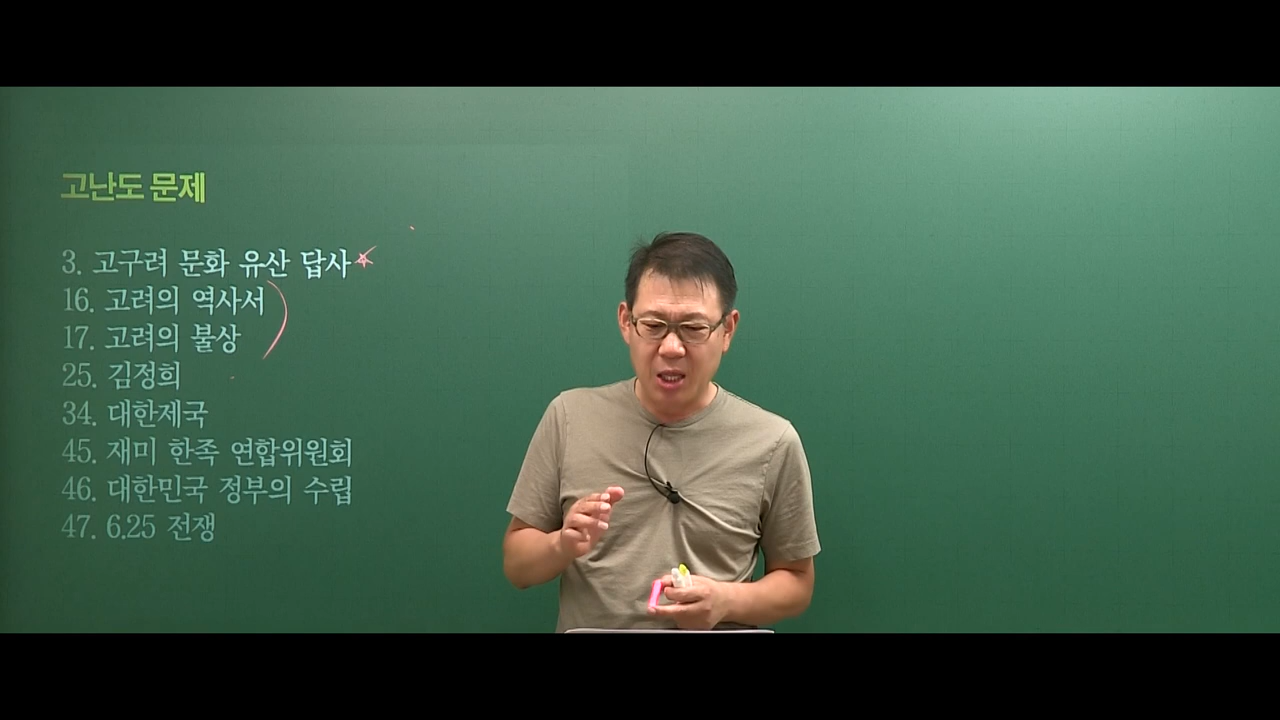 고난도 문제
3. 고구려 문화 유산 답사
16. 고려의 역사서
17. 고려의 불상
25. 김정희
34. 대한제국
45. 재미 한족 연합위원회
46. 대한민국 정부의 수립
47. 6.25 전쟁